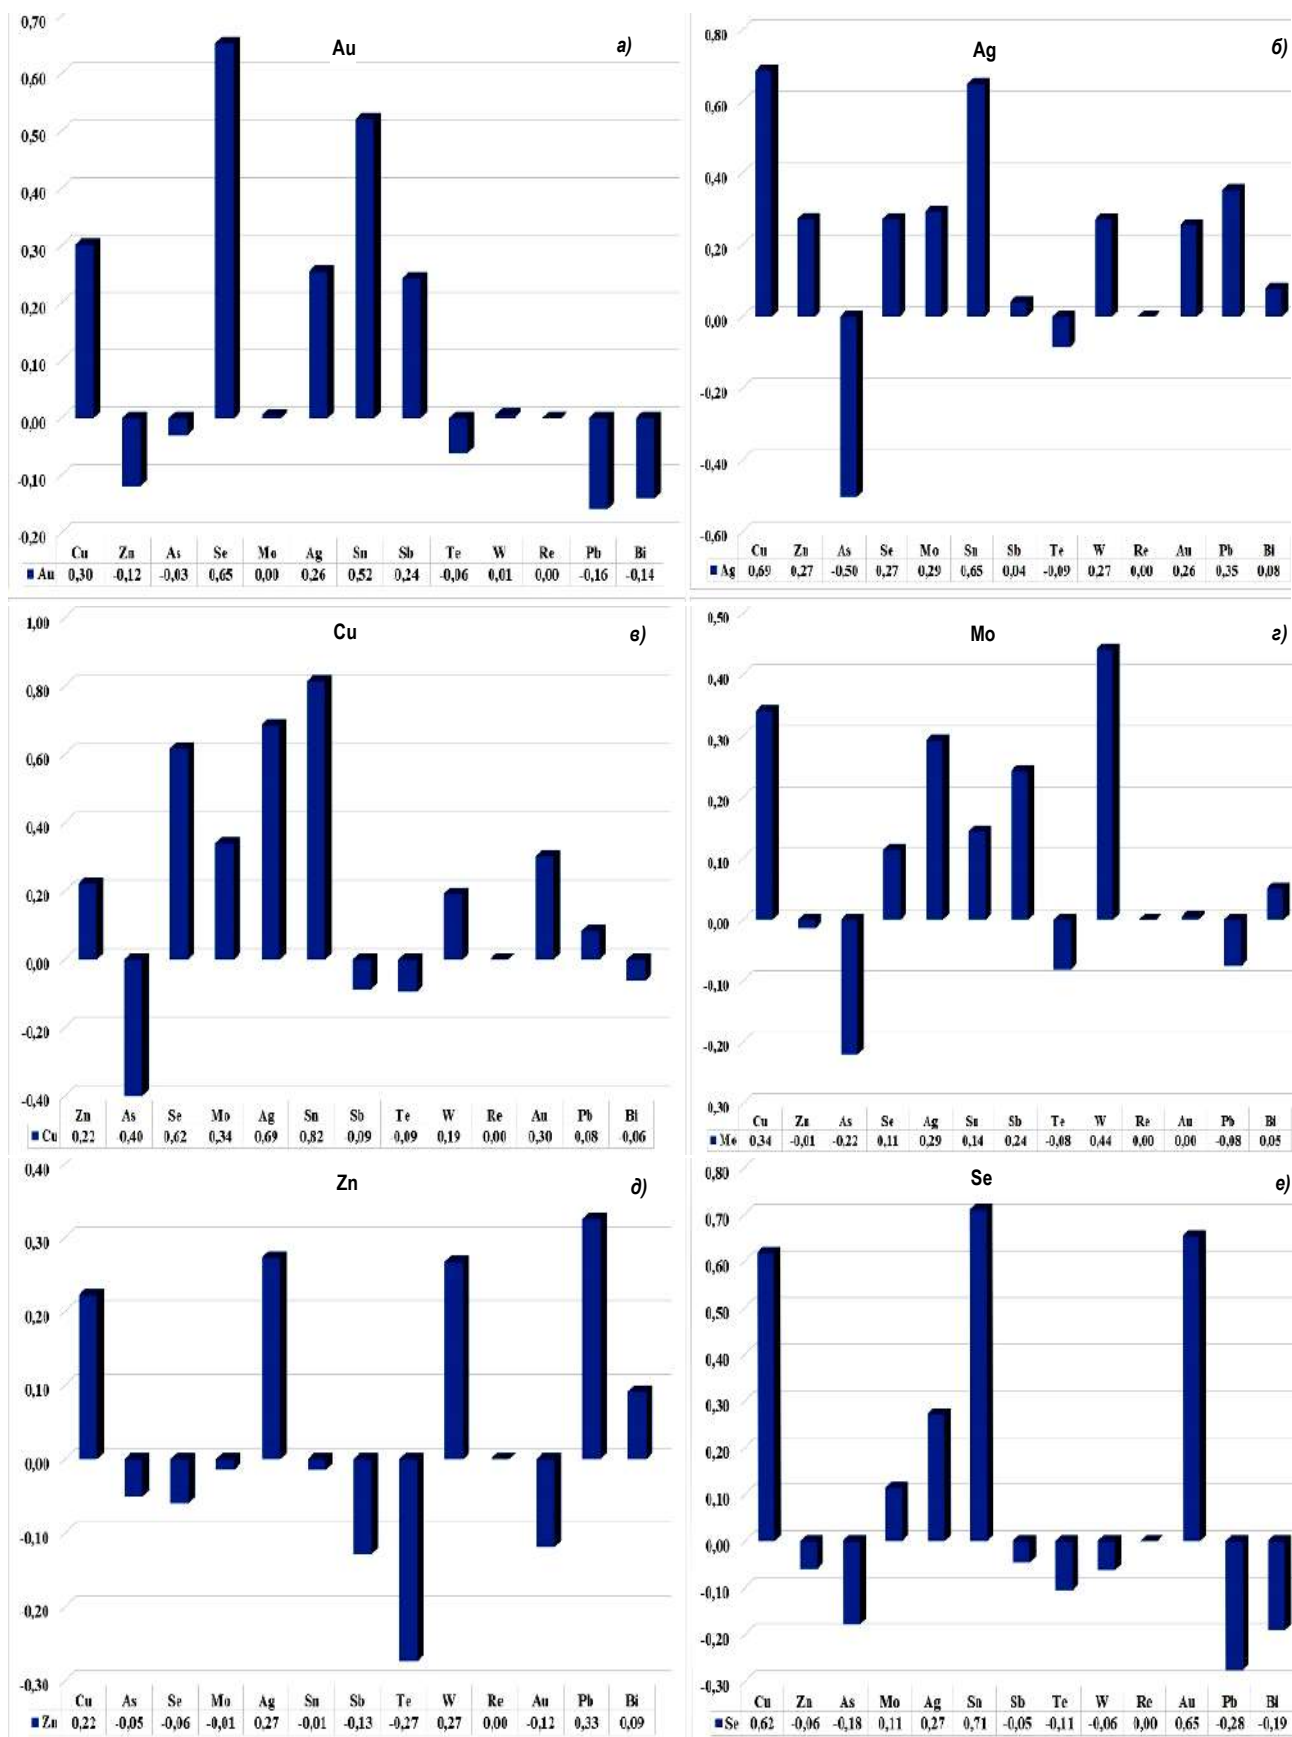 Au
а)
0,70
0,60
0,50
0,40
0,30
0,20
0,10
0,00
-0,10
-0,20
Cu Zn As Se Mo Ag Sn Sb Te W Re Pb Bi
Au 0,30 -0,12 -0,03 0,65 0,00 0,26 0,52 0,24 -0,06 0,01 0,00 -0,16 -0,14
Ag
б)
0,80
0,60
0,40
0,20
0,00
-0,20
-0,40
-0,60
Cu Zn As Se Mo Sn Sb Te W Re Au Pb Bi
Ag 0,69 0,27 -0,50 0,27 0,29 0,65 0,04 -0,09 0,27 0,00 0,26 0,35 0,08
Cu
в)
1,00
0,80
0,60
0,40
0,20
0,00
-0,20
-0,40
Zn As Se Mo Ag Sn Sb Te W Re Au Pb Bi
Cu 0,22 -0,40 0,62 0,34 0,69 0,82 -0,09 -0,09 0,19 0,00 0,30 0,08 -0,06
Mo
г)
0,50
0,40
0,30
0,20
0,10
0,00
-0,10
-0,20
0,30
Cu Zn As Se Ag Sn Sb Te W Re Au Pb Bi
Mo 0,34 -0,01 -0,22 0,11 0,29 0,14 0,24 -0,08 0,44 0,00 0,00 -0,08 0,05
Zn
д)
0,40
0,30
0,20
0,10
0,00
-0,10
-0,20
-0,30
Cu As Se Mo Ag Sn Sb Te W Re Au Pb Bi
Zn 0,22 -0,05 -0,06 -0,01 0,27 -0,01 -0,13 -0,27 0,27 0,00 -0,12 0,33 0,09
Se
е)
0,80
0,70
0,60
0,50
0,40
0,30
0,20
0,10
0,00
-0,10
-0,20
-0,30
Cu Zn As Mo Ag Sn Sb Te W Re Au Pb Bi
Se 0,62 -0,06 -0,18 0,11 0,27 0,71 -0,05 -0,11 -0,06 0,00 0,65 -0,28 -0,19